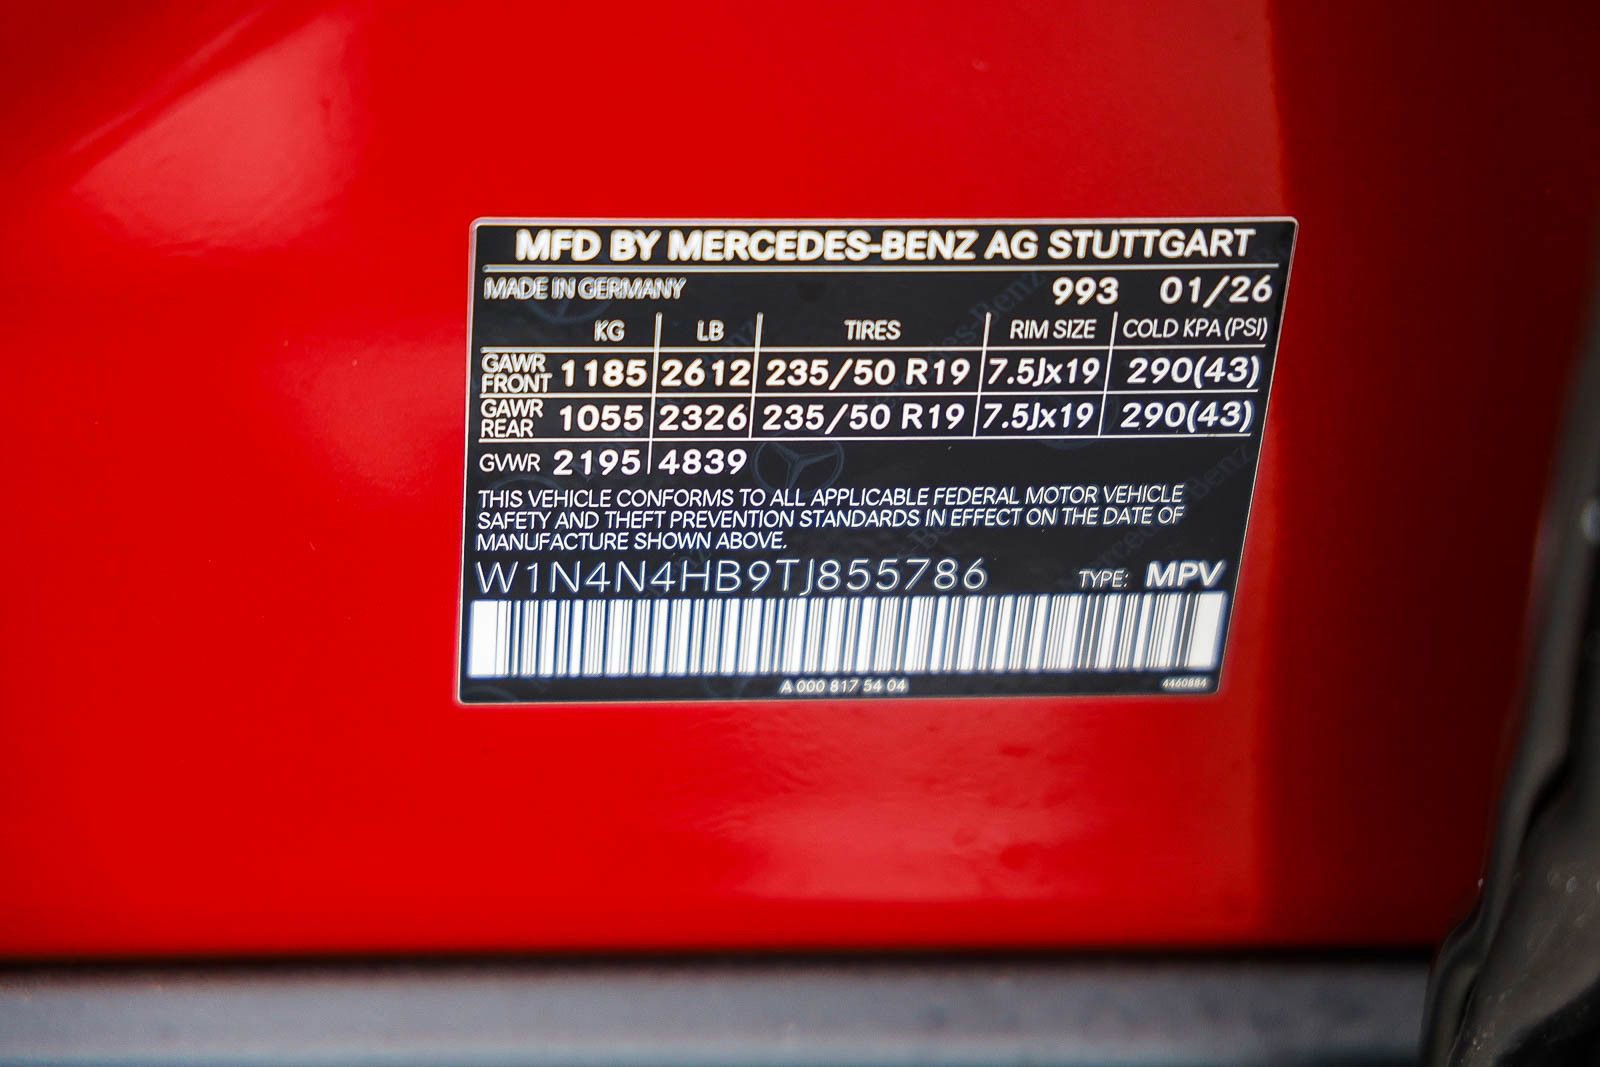 MFD BY MERCEDES-BENZ AG STUTTGART
MADE IN GERMANY 993 01/26
KG LB TIRES RIM SIZE COLD KPA (PSI)
GAWR FRONT 1185 2612 235/50 R19 7.5Jx19 290(43)
GAWR REAR 1055 2326 235/50 R19 7.5Jx19 290(43)
GVWR 2195 4839
THIS VEHICLE CONFORMS TO ALL APPLICABLE FEDERAL MOTOR VEHICLE
SAFETY AND THEFT PREVENTION STANDARDS IN EFFECT ON THE DATE OF
MANUFACTURE SHOWN ABOVE.
W1N4N4HB9TJ855786 TYPE: MPV
A 000 817 54 04 4460884